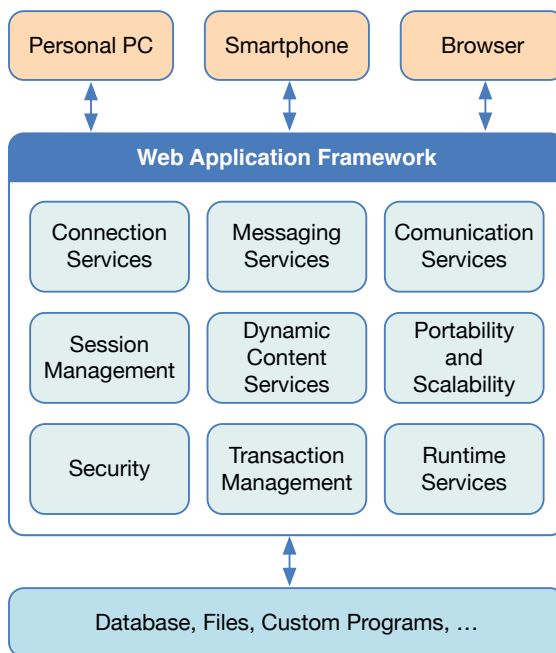 Personal PC
Smartphone
Browser
Web Application Framework
Connection
Services
Messaging
Services
Comunication
Services
Session
Management
Dynamic
Content
Services
Portability
and
Scalability
Security
Transaction
Management
Runtime
Services
Database, Files, Custom Programs, …